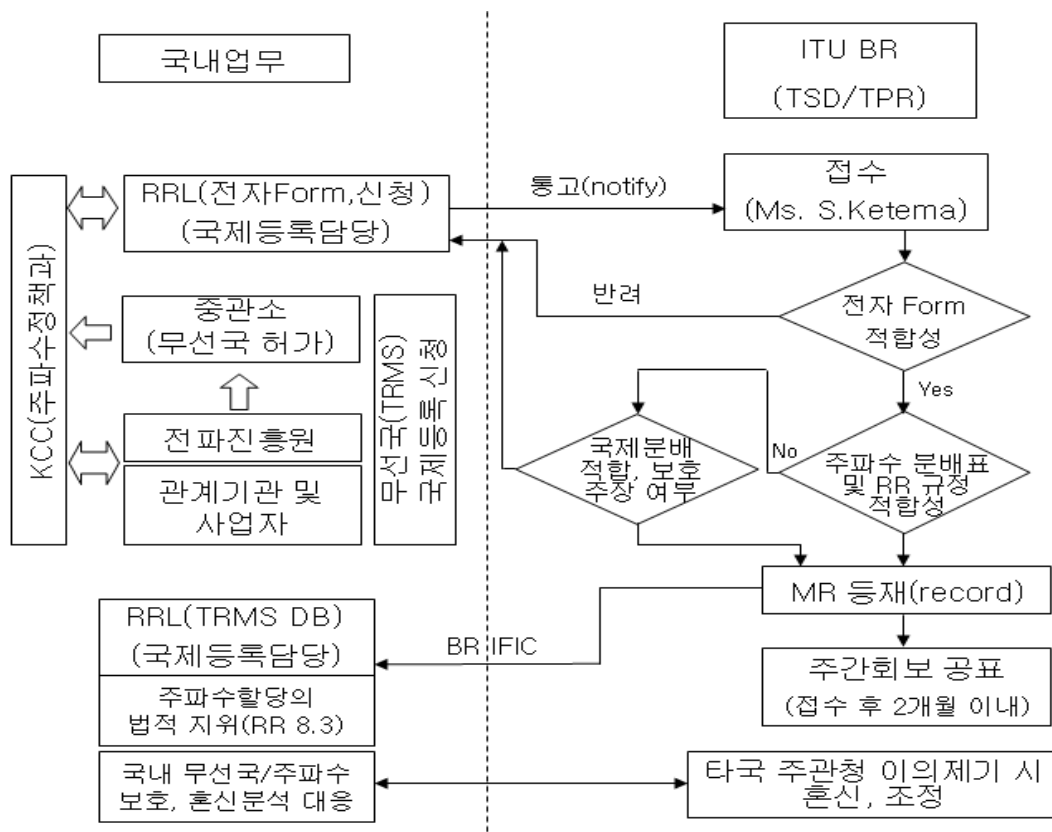 국내업무
ITU BR
(TSD/TPR)
KCC(주파수정책과)
RRL(전자Form,신청)
(국제등록담당)
통고(notify)
접수
(Ms. S.Ketema)
반려
전자 Form
적합성
중관소
(무선국 허가)
무선국(TRMS)
국제등록 신청
전파진흥원
관계기관 및
사업자
Yes
국제분배
적합, 보호
주장 여부
No
주파수 분배표
및 RR 규정
적합성
MR 등재(record)
RRL(TRMS DB)
(국제등록담당)
BR IFIC
주파수할당의
법적 지위(RR 8.3)
주간회보 공표
(접수 후 2개월 이내)
국내 무선국/주파수
보호, 혼신분석 대응
타국 주관청 이의제기 시
혼신, 조정